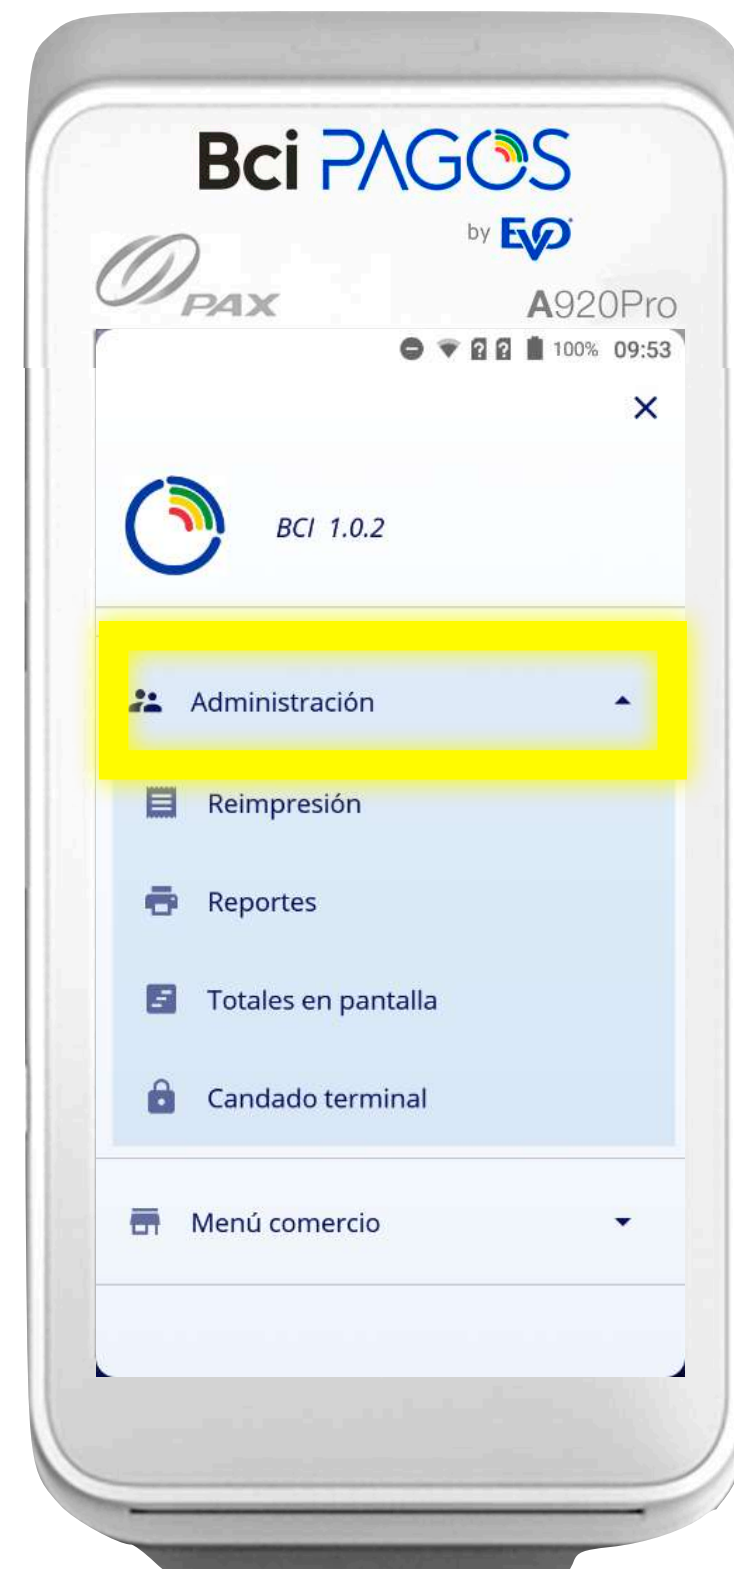 Bci PAGOS
by EVO
PAX
A920Pro
100% 09:53
BCI 1.0.2
Administración
Reimpresión
Reportes
Totales en pantalla
Candado terminal
Menú comercio